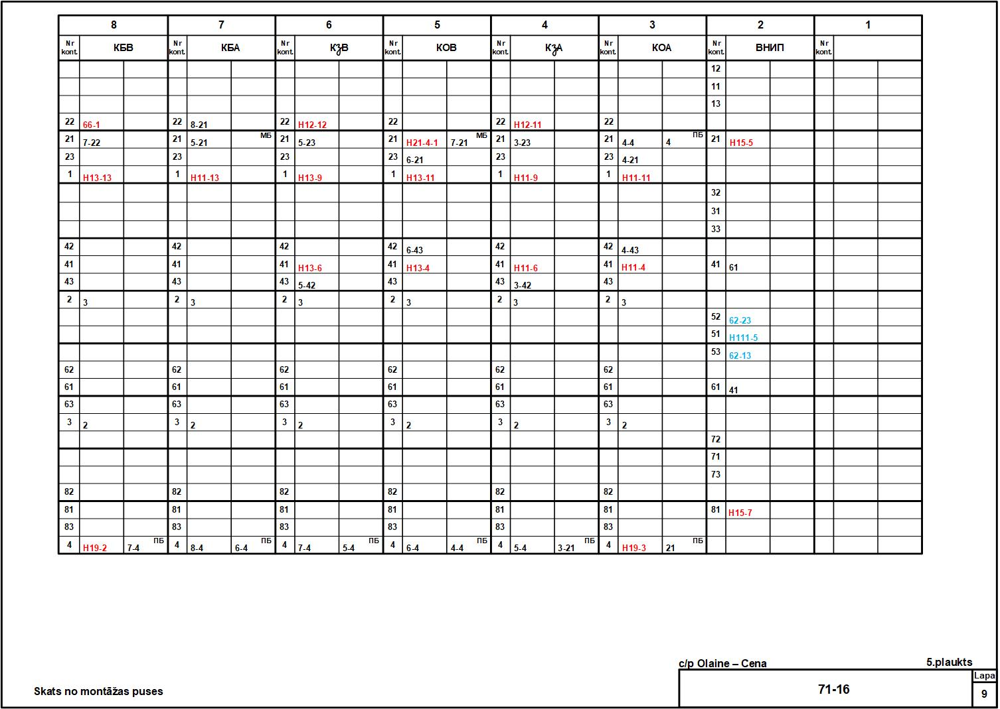 8 7 6 5 4 3 2 1
Nr kont. КБВ Nr kont. КБА Nr kont. КзВ Nr kont. КОВ Nr kont. КзА Nr kont. КОА Nr kont. ВНИП Nr kont.
12
11
13
22 66-1 22 8-21 22 Н12-12 22 22 Н12-11 22
21 7-22 21 5-21 МБ 21 5-23 21 Н21-4-1 7-21 МБ 21 3-23 21 4-4 4 ПБ 21 Н15-5
23 23 23 23 6-21 23 23 4-21
1 Н13-13 1 Н11-13 1 Н13-9 1 Н13-11 1 Н11-9 1 Н11-11
32
31
33
42 42 42 42 6-43 42 42 4-43
41 41 41 Н13-6 41 Н13-4 41 Н11-6 41 Н11-4 41 61
43 43 43 5-42 43 43 3-42 43
2 3 2 3 2 3 2 3 2 3 2 3
52 62-23
51 Н111-5
53 62-13
62 62 62 62 62 62
61 61 61 61 61 61 61 41
63 63 63 63 63 63
3 2 3 2 3 2 3 2 3 2 3 2
72
71
73
82 82 82 82 82 82
81 81 81 81 81 81 81 Н15-7
83 83 83 83 83 83
4 Н19-2 7-4 ПБ 4 8-4 6-4 ПБ 4 7-4 5-4 ПБ 4 6-4 4-4 ПБ 4 5-4 3-21 ПБ 4 Н19-3 21 ПБ
c/p Olaine – Cena 5.plaukts
Skats no montāžas puses 71-16 Lapa
9